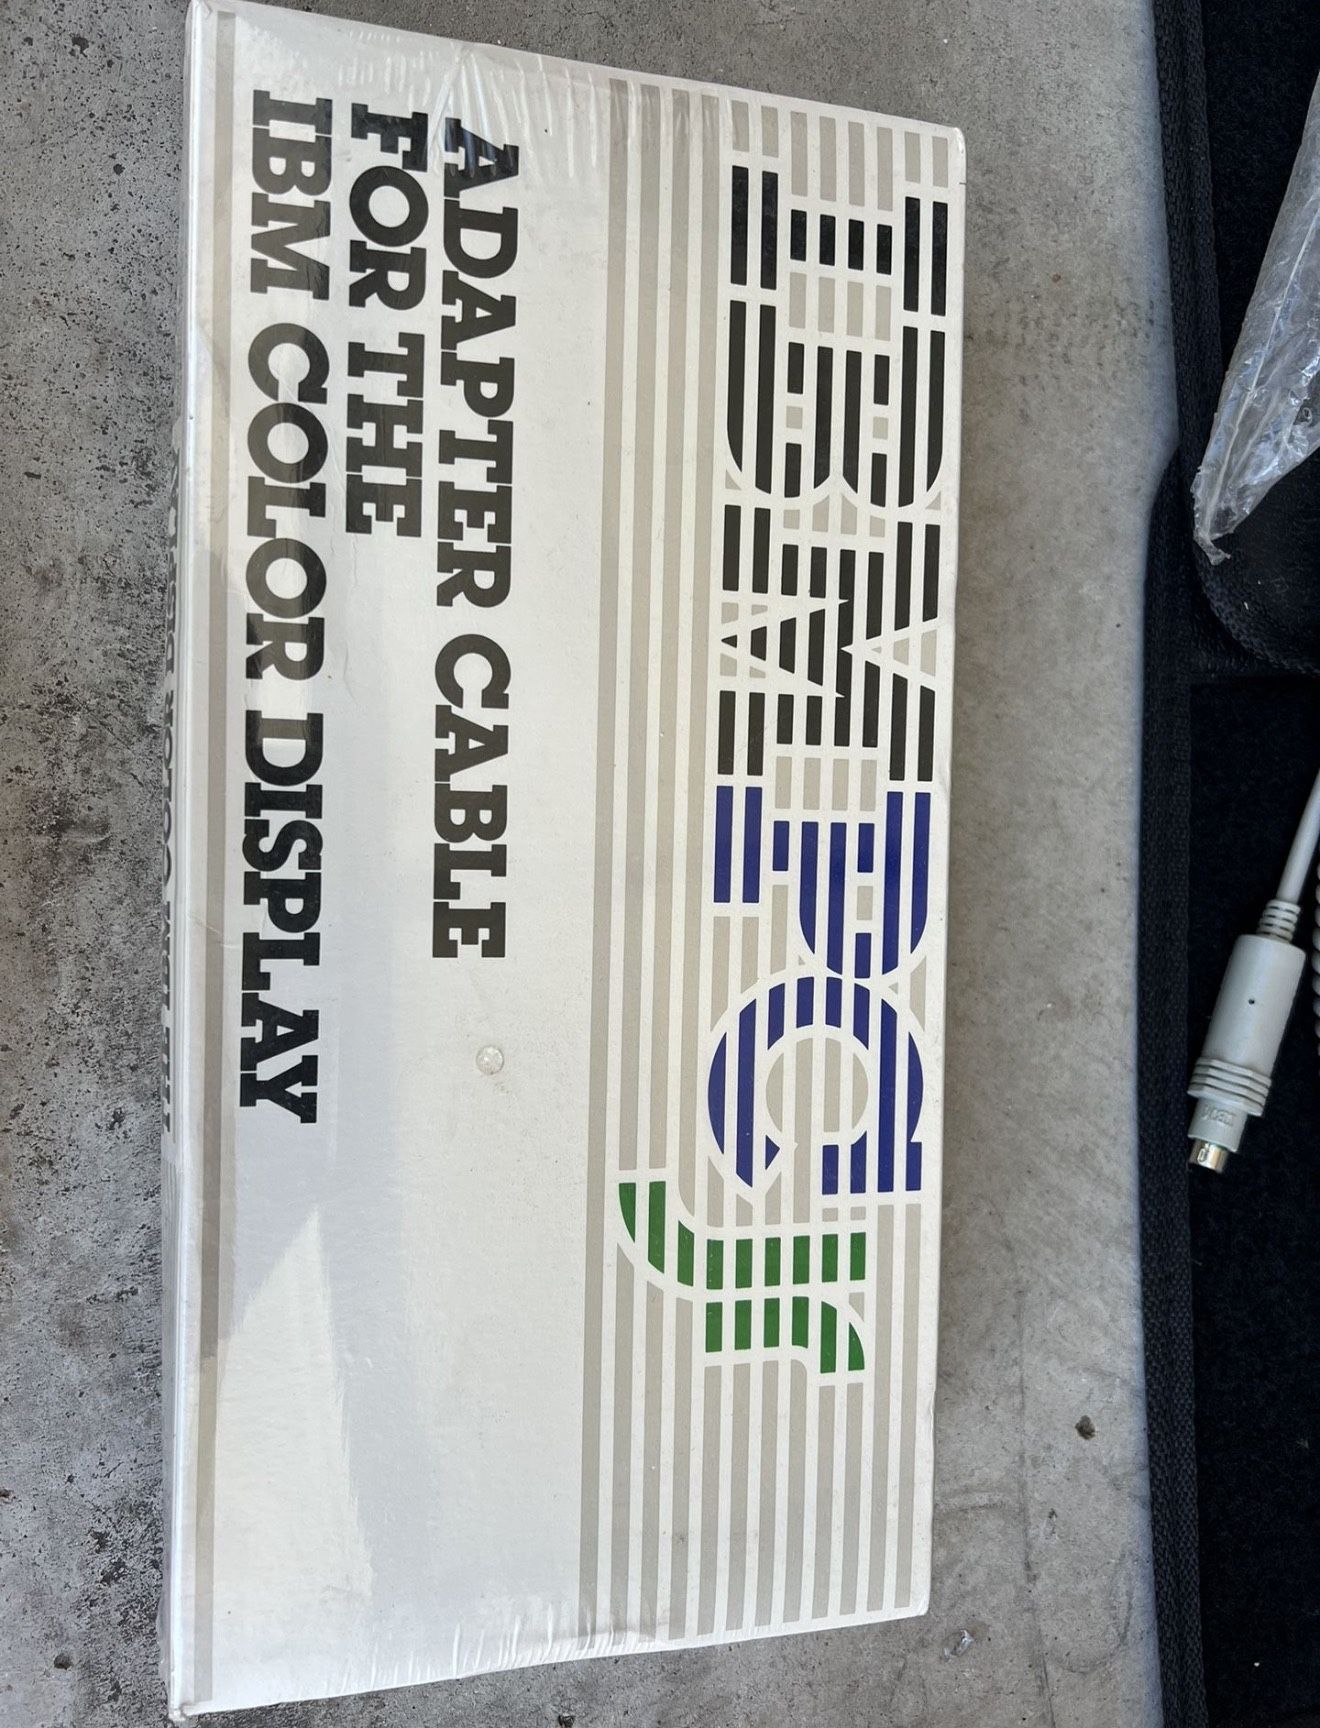 IBM PCjr
ADAPTER CABLE
FOR THE
IBM COLOR DISPLAY